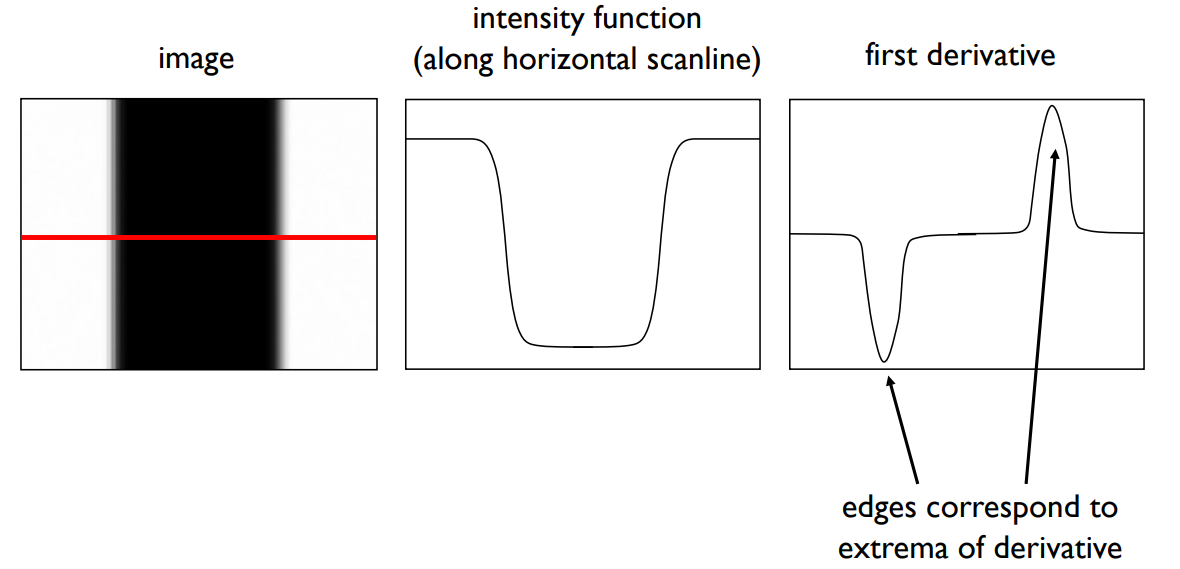 image
intensity function
(along horizontal scanline)
first derivative
edges correspond to
extrema of derivative